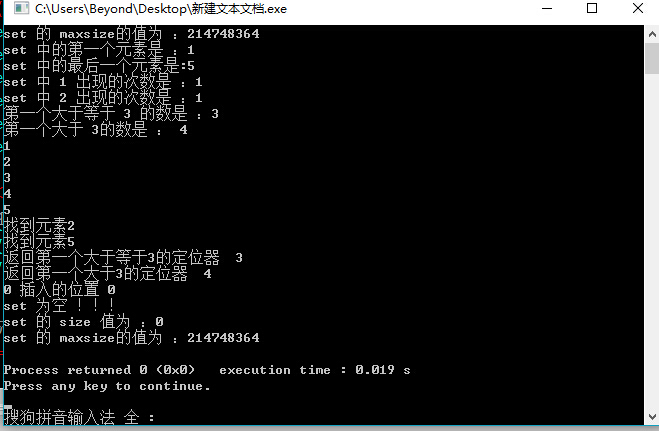 C:\Users\Beyond\Desktop\新建文本文档.exe
set 的 maxsize的值为 ：214748364
set 中的第一个元素是 ：1
set 中的最后一个元素是:5
set 中 1 出现的次数是 ：1
set 中 2 出现的次数是 ：1
第一个大于等于 3 的数是 ：3
第一个大于 3的数是 ： 4
1
2
3
4
5
找到元素2
找到元素5
返回第一个大于等于3的定位器  3
返回第一个大于3的定位器  4
0 插入的位置 0
set 为空 ！！！
set 的 size 值为 ：0
set 的 maxsize的值为 ：214748364
Process returned 0 (0x0)   execution time : 0.019 s
Press any key to continue.
搜狗拼音输入法 全 ：